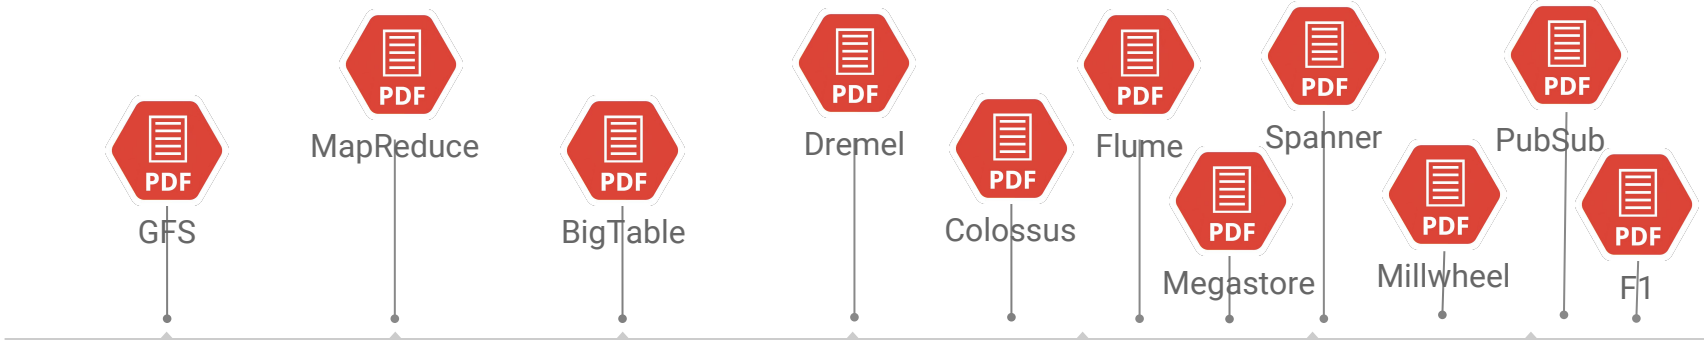 PDF
GFS
PDF
MapReduce
PDF
BigTable
PDF
Dremel
PDF
Colossus
PDF
Flume
PDF
Megastore
PDF
Spanner
PDF
Millwheel
PDF
PubSub
PDF
F1